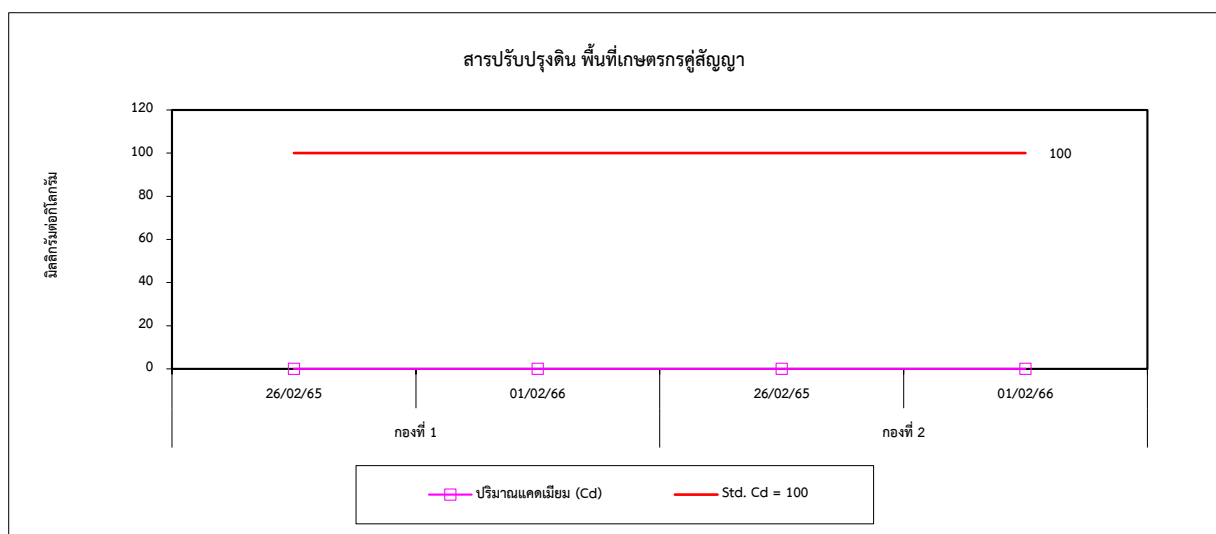 สารปรับปรุงดิน พื้นที่เกษตรกรคู่สัญญา
มิลลิกรัมต่อกิโลกรัม
120
100
80
60
40
20
0
100
26/02/65 01/02/66 26/02/65 01/02/66
กองที่ 1 กองที่ 2
ปริมาณแคดเมียม (Cd) Std. Cd = 100